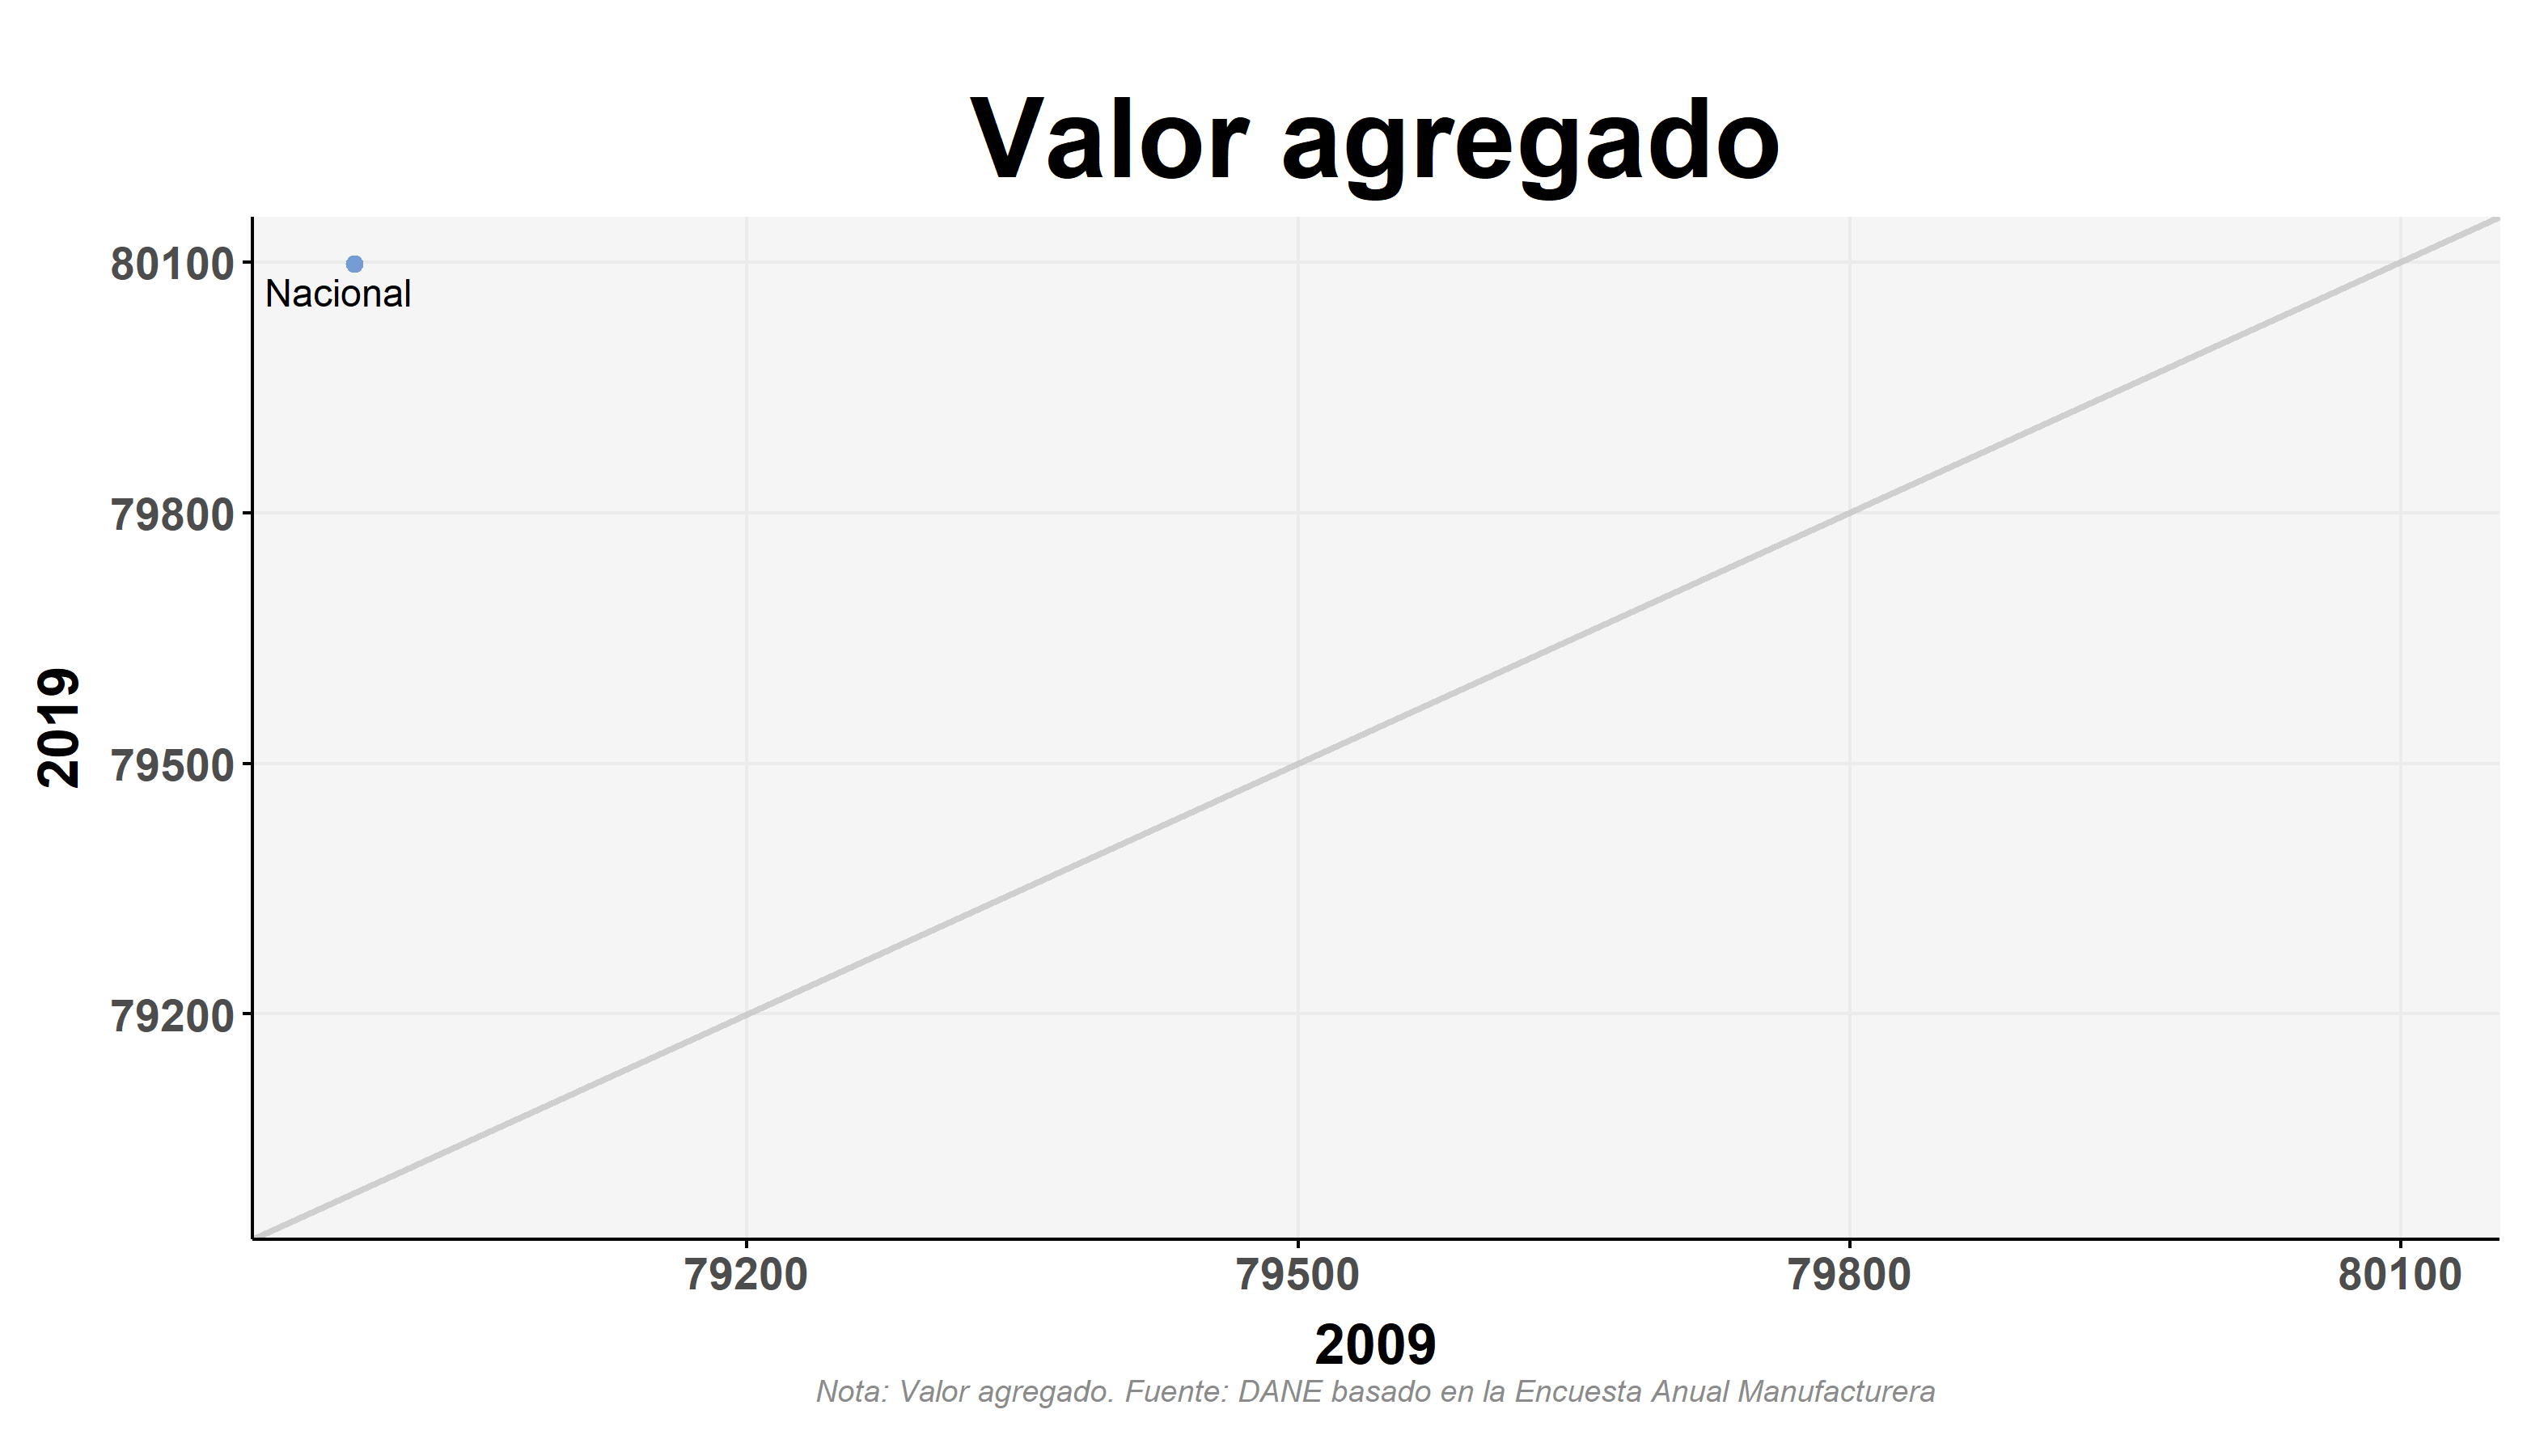 Valor agregado
80100
Nacional
79800
2019
79500
79200
79200 79500 79800 80100
2009
Nota: Valor agregado. Fuente: DANE basado en la Encuesta Anual Manufacturera